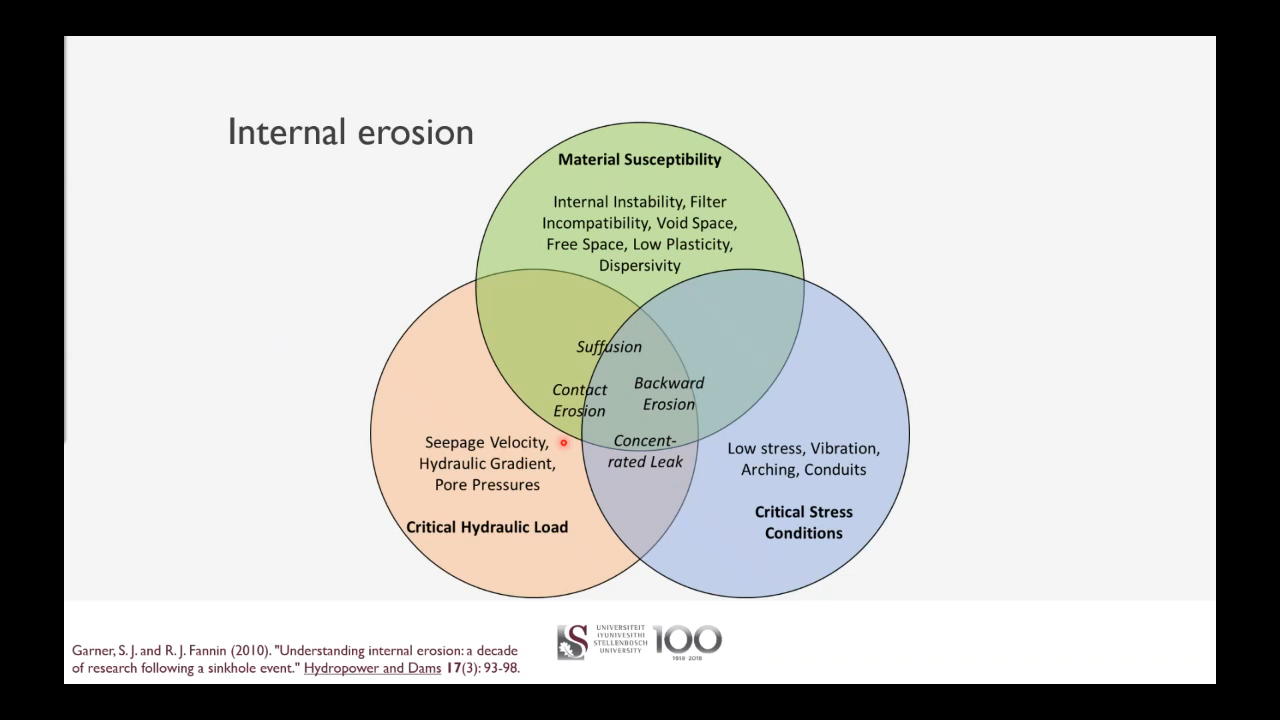 Internal erosion
Material Susceptibility
Internal Instability, Filter
Incompatibility, Void Space,
Free Space, Low Plasticity,
Dispersivity
Suffusion
Contact
Erosion
Backward
Erosion
Concent-
rated Leak
Seepage Velocity,
Hydraulic Gradient,
Pore Pressures
Critical Hydraulic Load
Low stress, Vibration,
Arching, Conduits
Critical Stress
Conditions
Garner, S. J. and R. J. Fannin (2010). "Understanding internal erosion: a decade
of research following a sinkhole event." Hydropower and Dams 17(3): 93-98.
UNIVERSITEIT
IYUNIVESITHI
STELLENBOSCH
UNIVERSITY
100
1918 2018